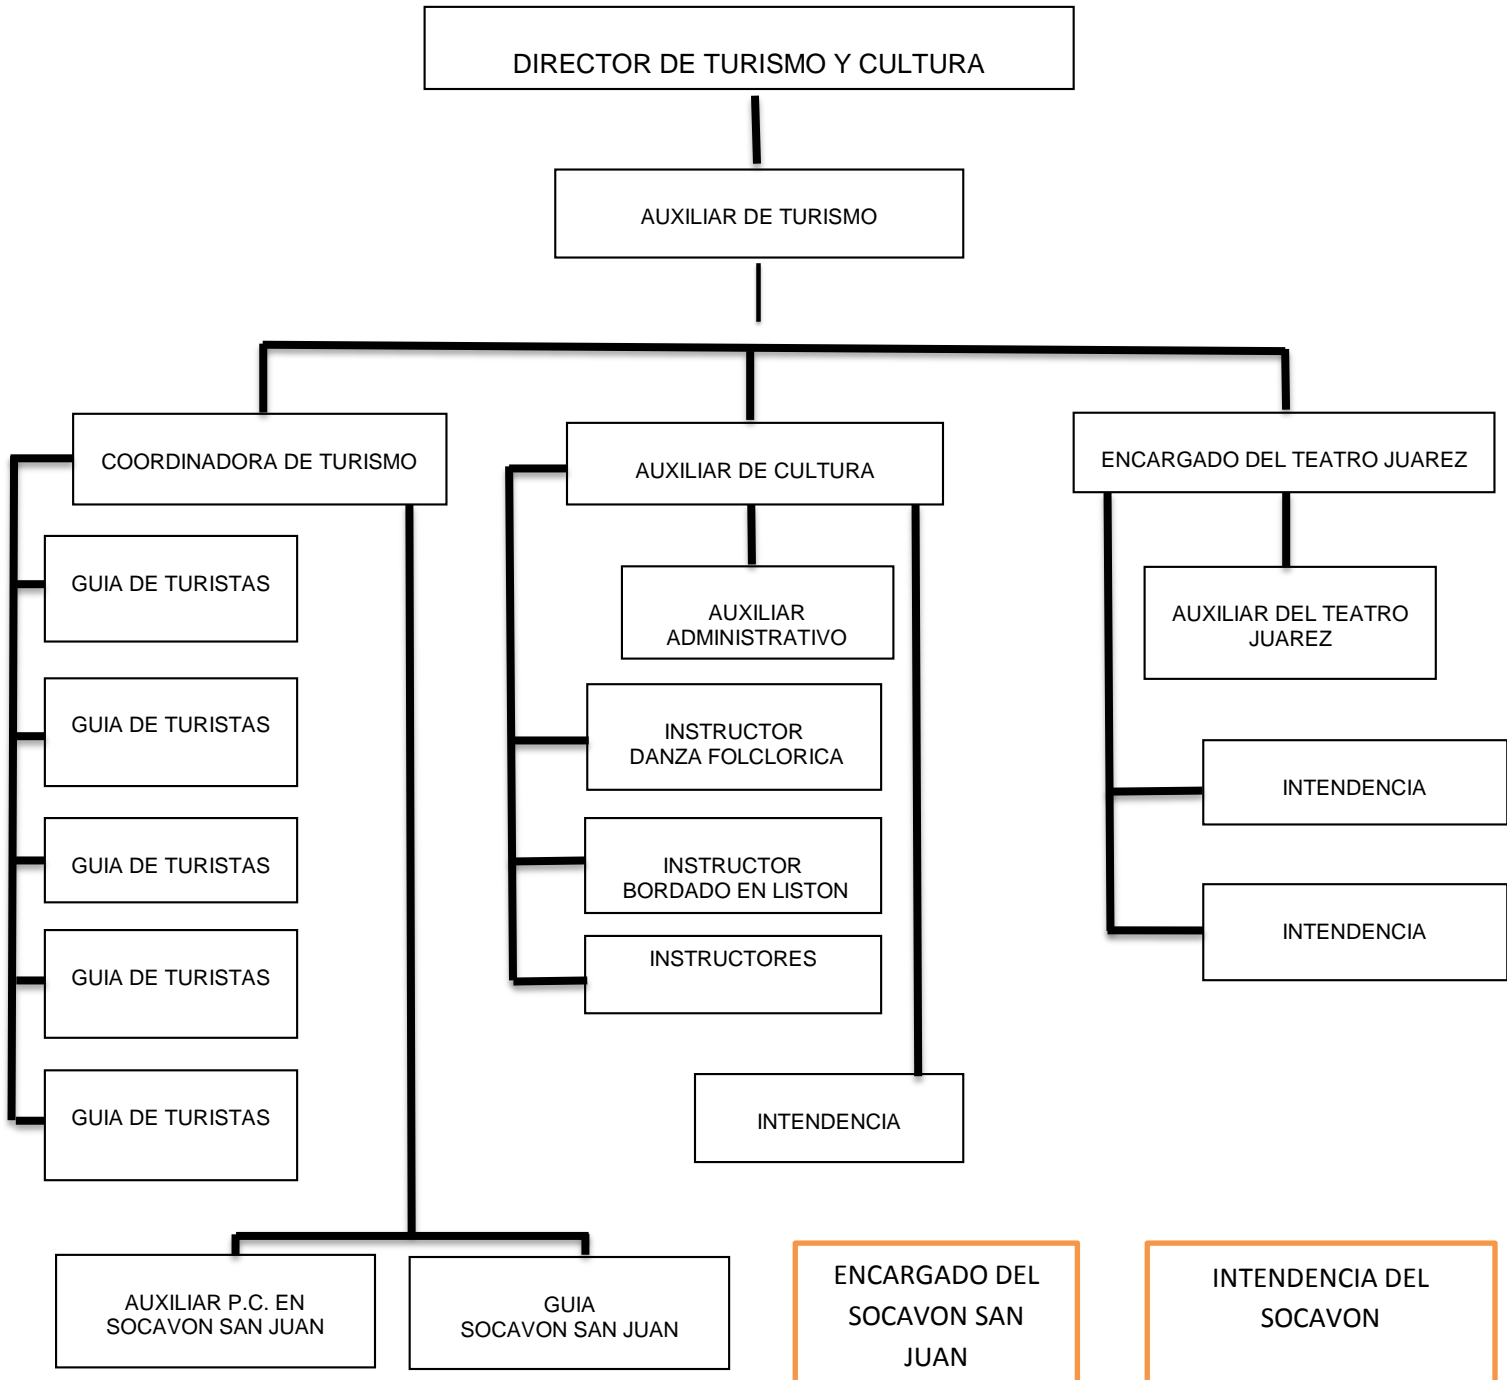 DIRECTOR DE TURISMO Y CULTURA
AUXILIAR DE TURISMO
COORDINADORA DE TURISMO
AUXILIAR DE CULTURA
ENCARGADO DEL TEATRO JUAREZ
GUIA DE TURISTAS
GUIA DE TURISTAS
GUIA DE TURISTAS
GUIA DE TURISTAS
GUIA DE TURISTAS
AUXILIAR
ADMINISTRATIVO
INSTRUCTOR
DANZA FOLCLORICA
INSTRUCTOR
BORDADO EN LISTON
INSTRUCTORES
INTENDENCIA
AUXILIAR DEL TEATRO
JUAREZ
INTENDENCIA
INTENDENCIA
AUXILIAR P.C. EN
SOCAVON SAN JUAN
GUIA
SOCAVON SAN JUAN
ENCARGADO DEL
SOCAVON SAN
JUAN
INTENDENCIA DEL
SOCAVON